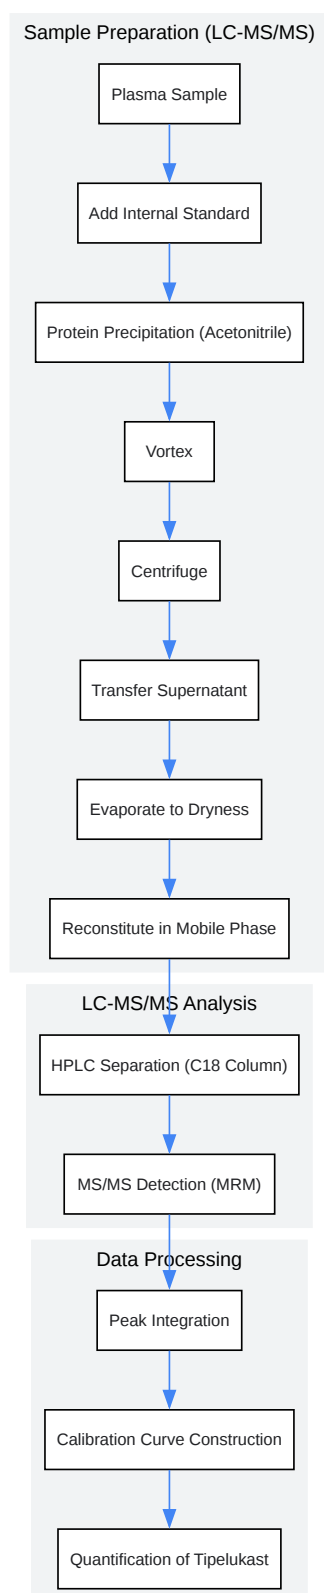 Sample Preparation (LC-MS/MS)
Plasma Sample
Add Internal Standard
Protein Precipitation (Acetonitrile)
Vortex
Centrifuge
Transfer Supernatant
Evaporate to Dryness
Reconstitute in Mobile Phase
LC-MS/MS Analysis
HPLC Separation (C18 Column)
MS/MS Detection (MRM)
Data Processing
Peak Integration
Calibration Curve Construction
Quantification of Tipelukast